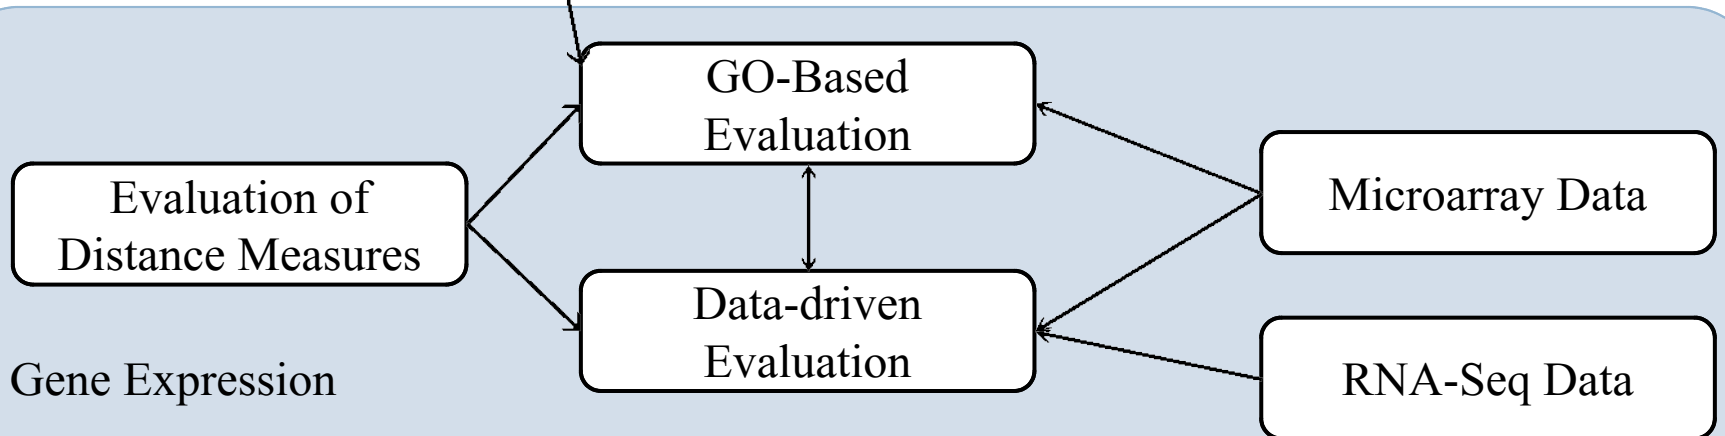 GO-Based
Evaluation
Evaluation of
Distance Measures
Microarray Data
Data-driven
Evaluation
Gene Expression
RNA-Seq Data